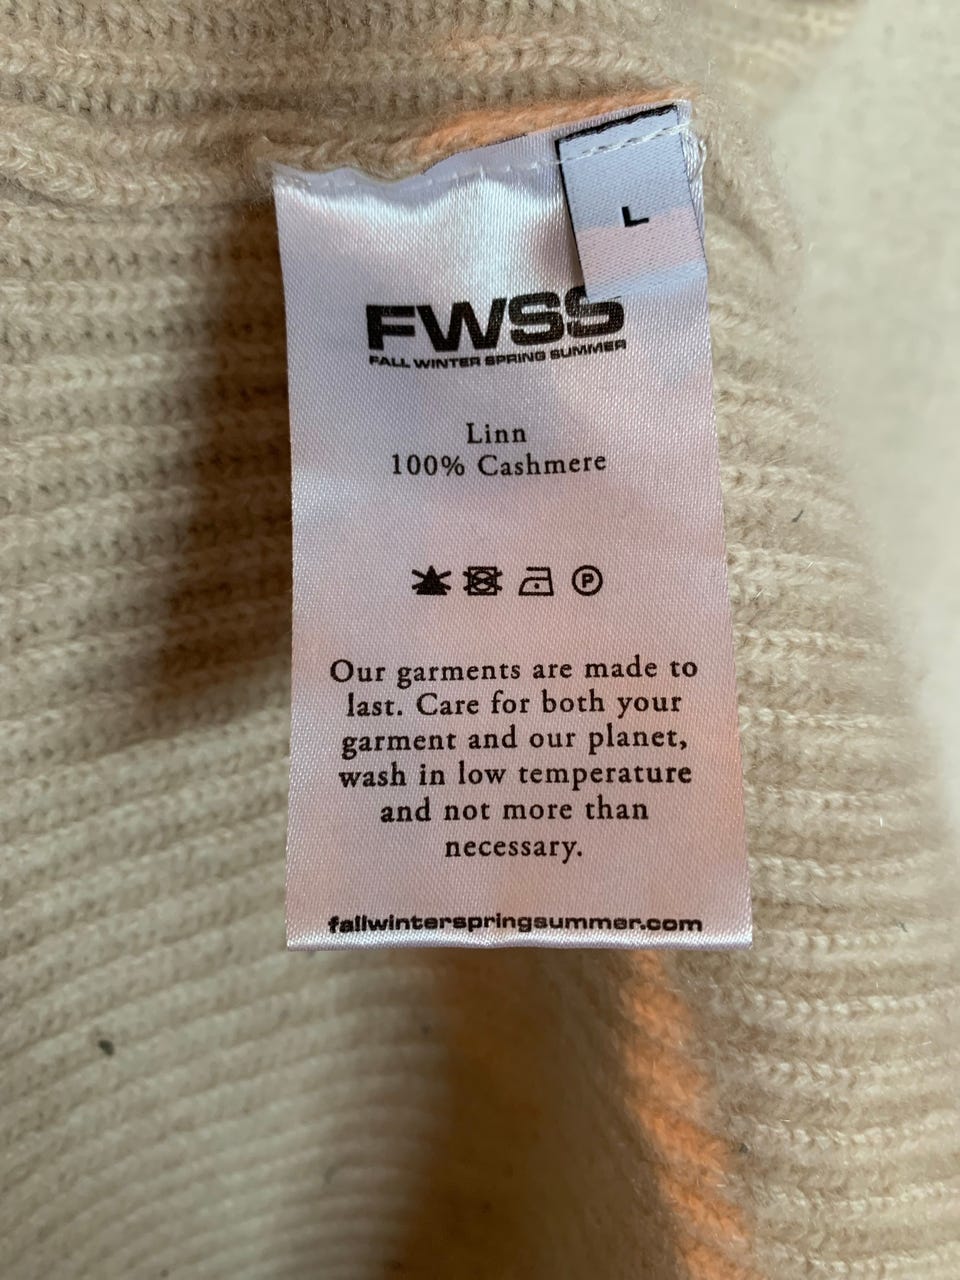 L
FWSS
FALL WINTER SPRING SUMMER
Linn
100% Cashmere
P
Our garments are made to
last. Care for both your
garment and our planet,
wash in low temperature
and not more than
necessary.
fallwinterspringsummer.com